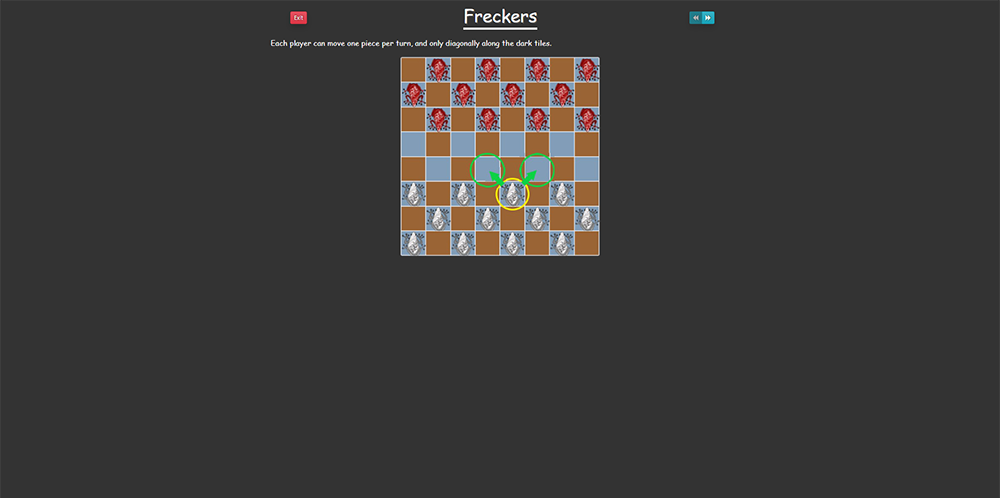 Freckers
Exit
Each player can move one piece per turn, and only diagonally along the dark tiles.